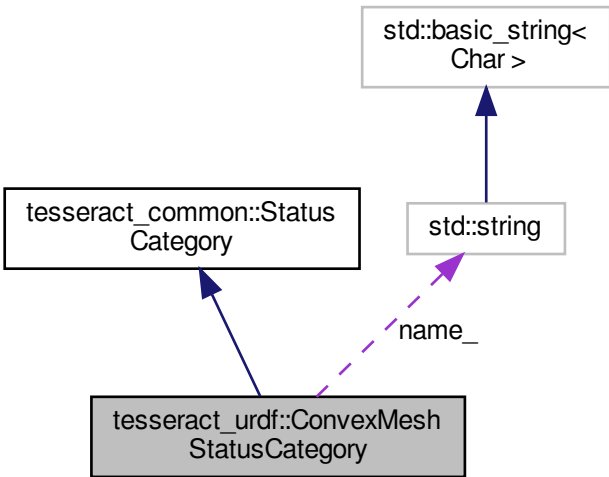 std::basic_string<
Char >
tesseract_common::Status
Category
std::string
name_
tesseract_urdf::ConvexMesh
StatusCategory